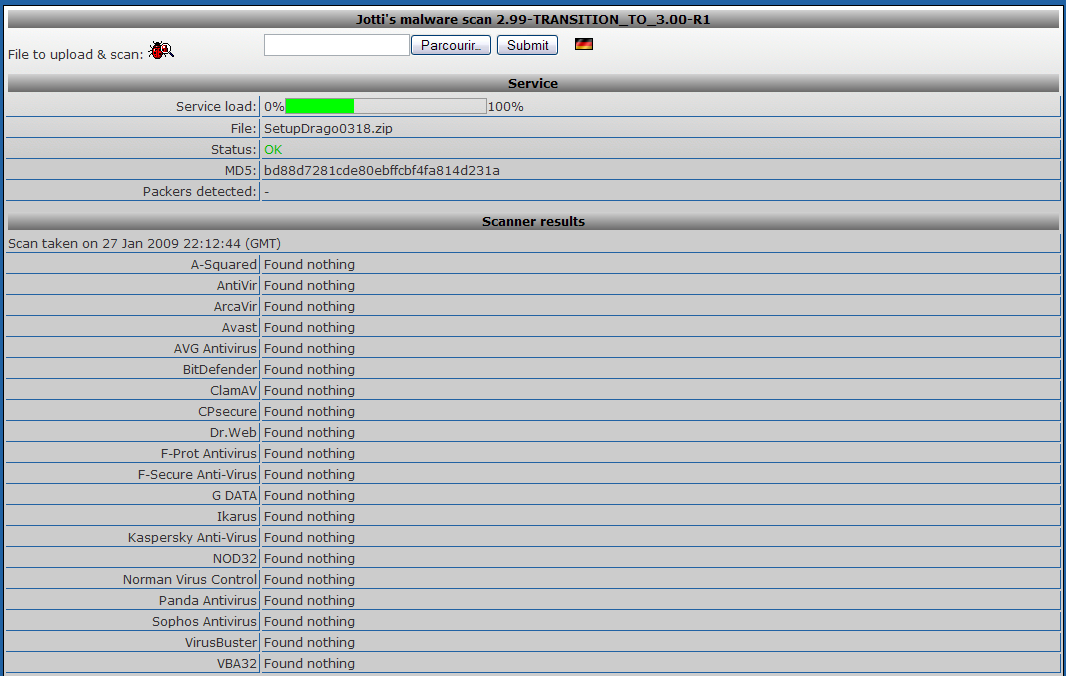 Jotti's malware scan 2.99-TRANSITION_TO_3.00-R1
File to upload & scan: Parcourir... Submit
Service
Service load: 0% 100%
File: SetupDrago0318.zip
Status: OK
MD5: bd88d7281cde80ebffcbf4fa814d231a
Packers detected: -
Scanner results
Scan taken on 27 Jan 2009 22:12:44 (GMT)
A-Squared Found nothing
AntiVir Found nothing
ArcaVir Found nothing
Avast Found nothing
AVG Antivirus Found nothing
BitDefender Found nothing
ClamAV Found nothing
CPsecure Found nothing
Dr.Web Found nothing
F-Prot Antivirus Found nothing
F-Secure Anti-Virus Found nothing
G DATA Found nothing
Ikarus Found nothing
Kaspersky Anti-Virus Found nothing
NOD32 Found nothing
Norman Virus Control Found nothing
Panda Antivirus Found nothing
Sophos Antivirus Found nothing
VirusBuster Found nothing
VBA32 Found nothing